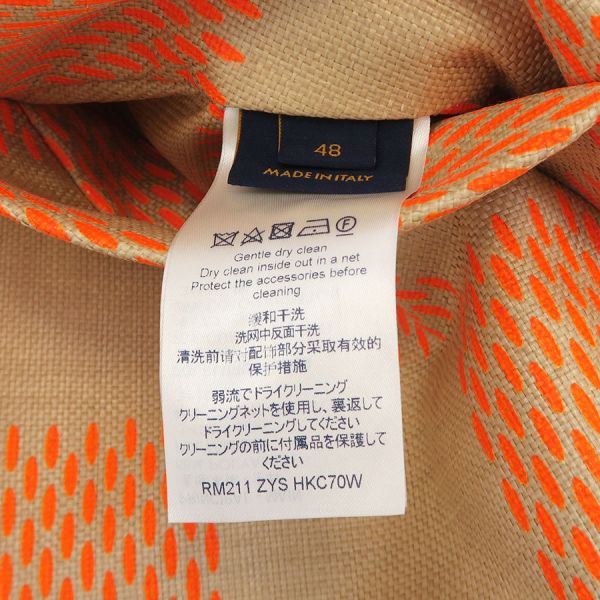 48
MADE IN ITALY
Gentle dry clean
Dry clean inside out in a net
Protect the accessories before
cleaning
缓和干洗
洗网中反面干洗
清洗前请对配饰部分采取有效的
保护措施
弱流でドライクリーニング
クリーニングネットを使用し、裏返して
ドライクリーニングしてください
クリーニングの前に付属品を保護して
ください
RM211 ZYS HKC70W